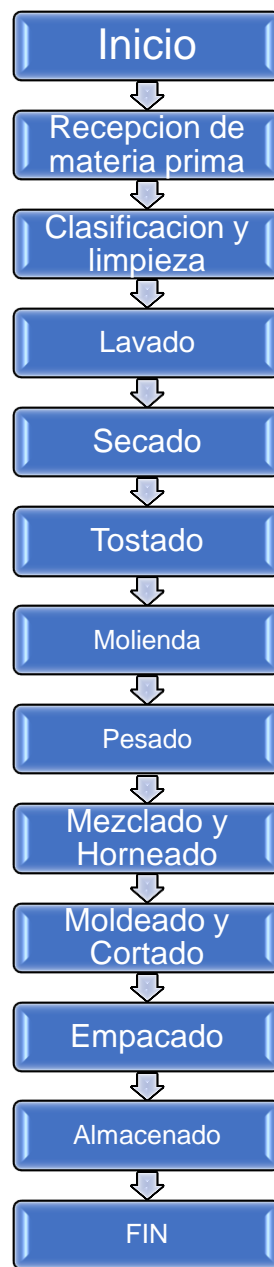 Inicio
Recepcion de
materia prima
Clasificacion y
limpieza
Lavado
Secado
Tostado
Molienda
Pesado
Mezclado y
Horneado
Moldeado y
Cortado
Empacado
Almacenado
FIN